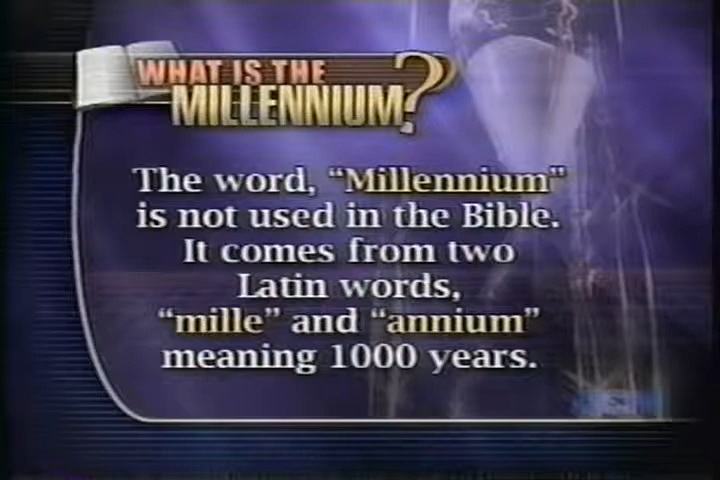 WHAT IS THE
MILLENNIUM?
The word, "Millennium"
is not used in the Bible.
It comes from two
Latin words,
"mille" and "annium"
meaning 1000 years.